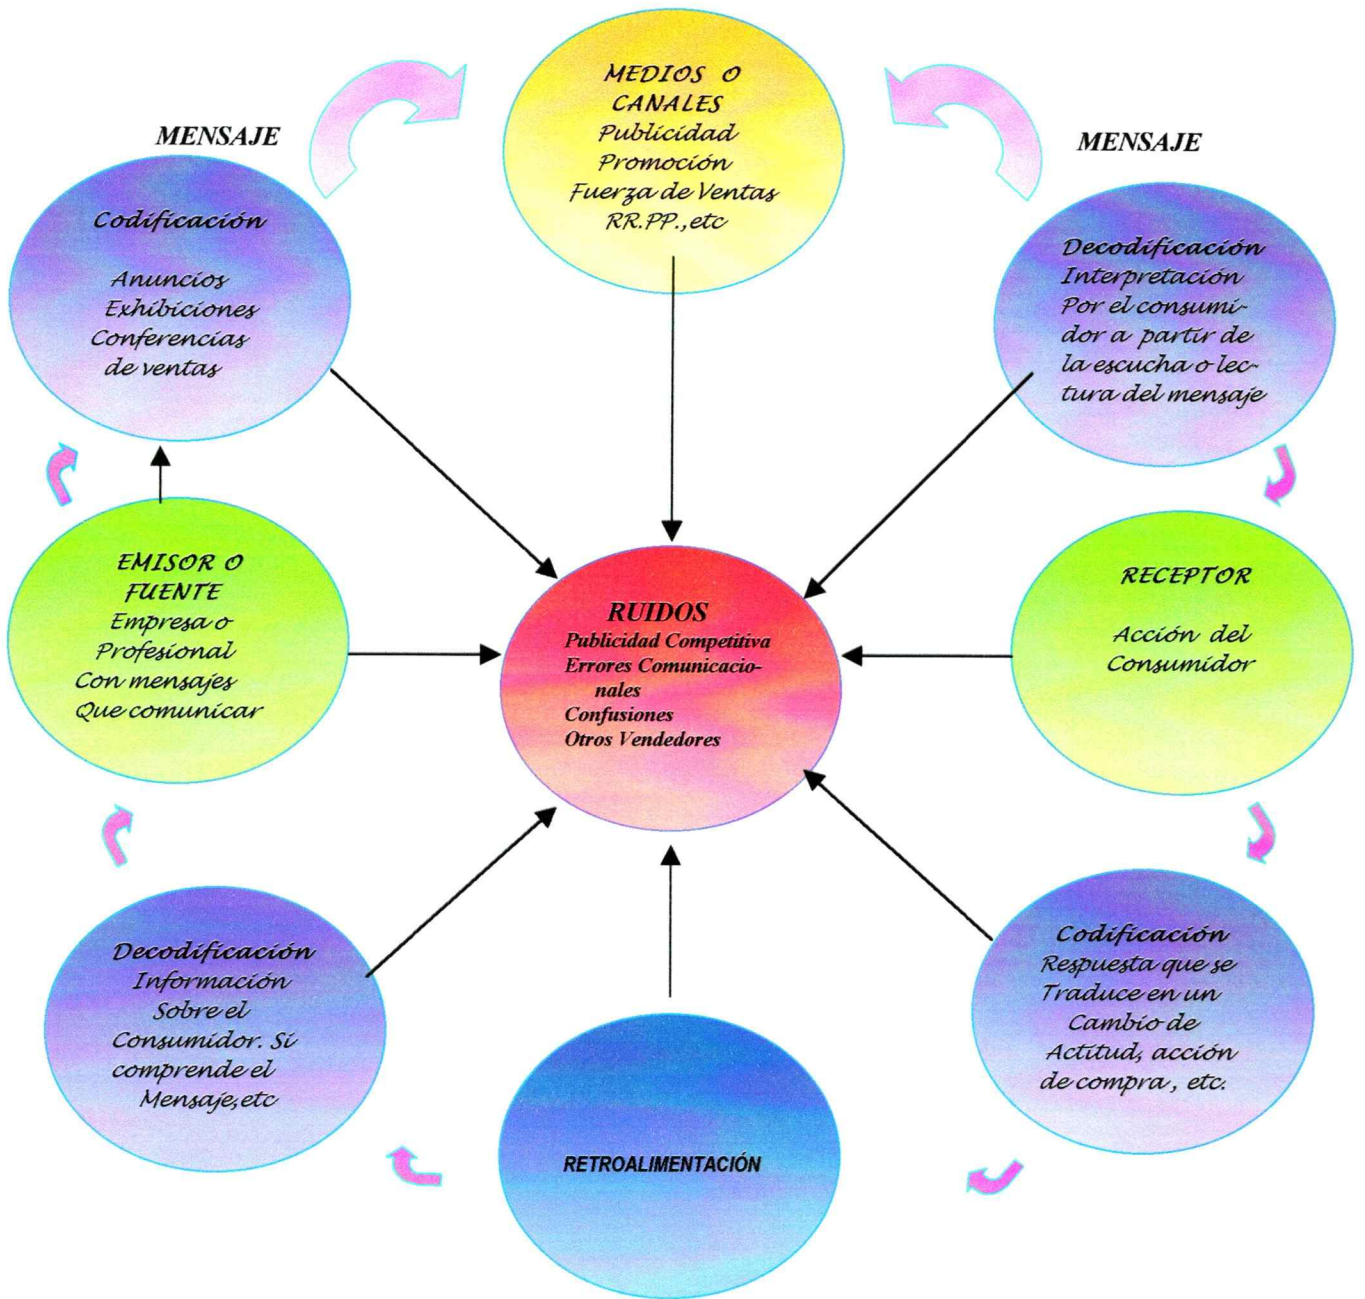 MEDIOS O
CANALES
Publicidad
Promoción
Fuerza de Ventas
RR.PP.,etc
MENSAJE
Codificación
Anuncios
Exhibiciones
Conferencias
de ventas
MENSAJE
Decodificación
Interpretación
Por el consumi-
dor a partir de
la escucha o lec-
tura del mensaje
EMISOR O
FUENTE
Empresa o
Profesional
Con mensajes
Que comunicar
RUIDOS
Publicidad Competitiva
Errores Comunicacio-
nales
Confusiones
Otros Vendedores
RECEPTOR
Acción del
Consumidor
Decodificación
Información
Sobre el
Consumidor. Si
comprende el
Mensaje,etc
RETROALIMENTACIÓN
Codificación
Respuesta que se
Traduce en un
Cambio de
Actitud, acción
de compra , etc.